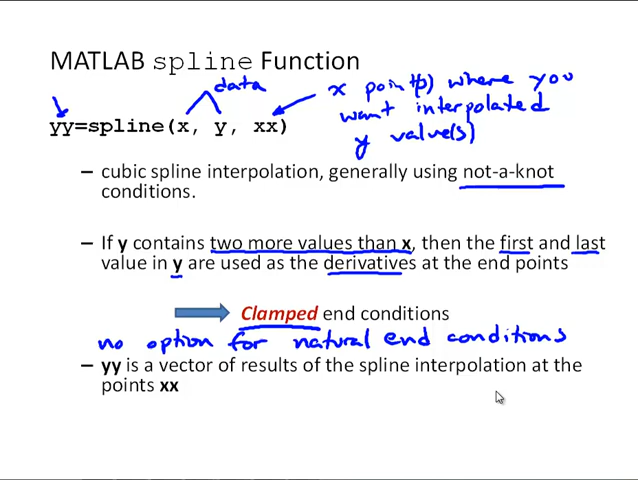 MATLAB spline Function
data
x point(s) where you
want interpolated
y value(s)
yy=spline(x, y, xx)
– cubic spline interpolation, generally using not-a-knot
conditions.
– If y contains two more values than x, then the first and last
value in y are used as the derivatives at the end points
Clamped end conditions
no option for natural end conditions
– yy is a vector of results of the spline interpolation at the
points xx